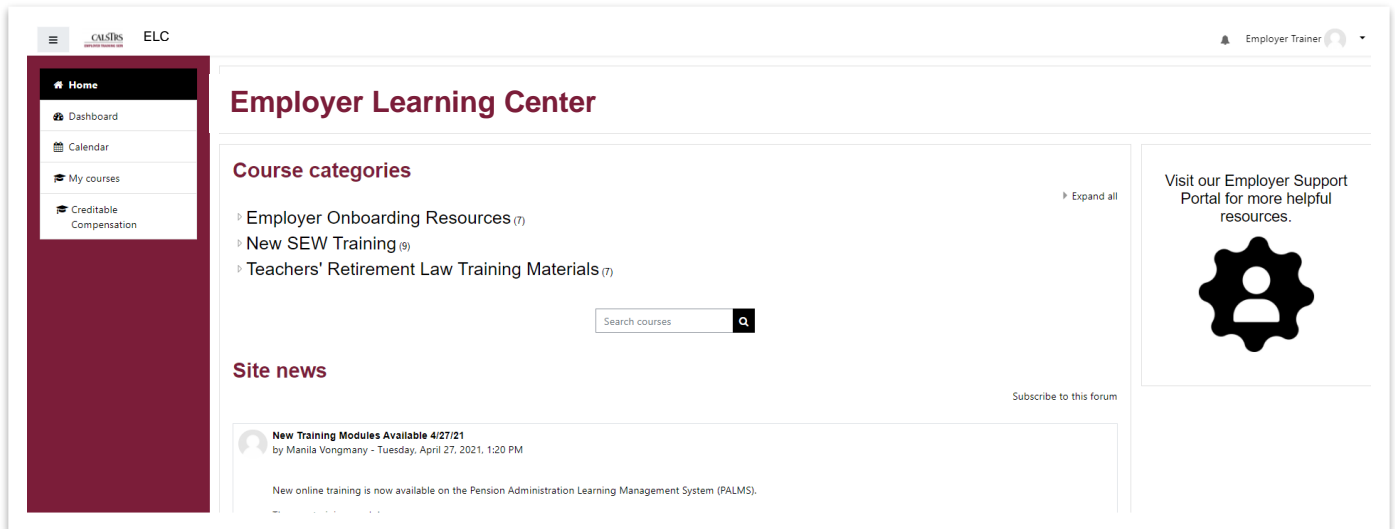 CALSTRS
ELC
Employer Trainer
Home
Dashboard
Calendar
My courses
Creditable
Compensation
Employer Learning Center
Course categories
Expand all
Employer Onboarding Resources (7)
New SEW Training (9)
Teachers' Retirement Law Training Materials (7)
Search courses
Site news
Subscribe to this forum
New Training Modules Available 4/27/21
by Manila Vongmany - Tuesday, April 27, 2021, 1:20 PM
New online training is now available on the Pension Administration Learning Management System (PALMS).
Visit our Employer Support
Portal for more helpful
resources.